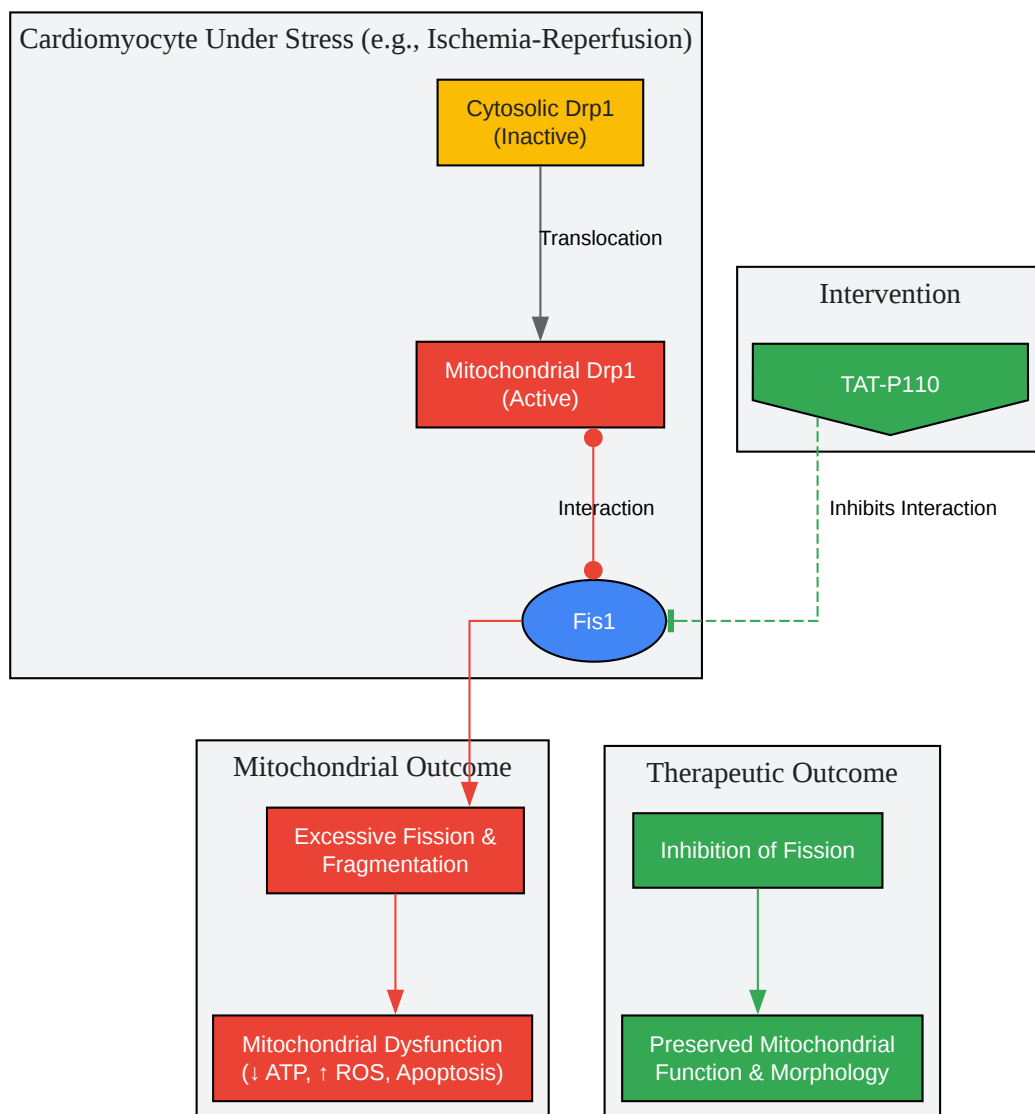 Cardiomyocyte Under Stress (e.g., Ischemia-Reperfusion)
Cytosolic Drp1
(Inactive)
Translocation
Mitochondrial Drp1
(Active)
Interaction
Fis1
Intervention
TAT-P110
Inhibits Interaction
Mitochondrial Outcome
Excessive Fission &
Fragmentation
Mitochondrial Dysfunction
(↓ ATP, ↑ ROS, Apoptosis)
Therapeutic Outcome
Inhibition of Fission
Preserved Mitochondrial
Function & Morphology